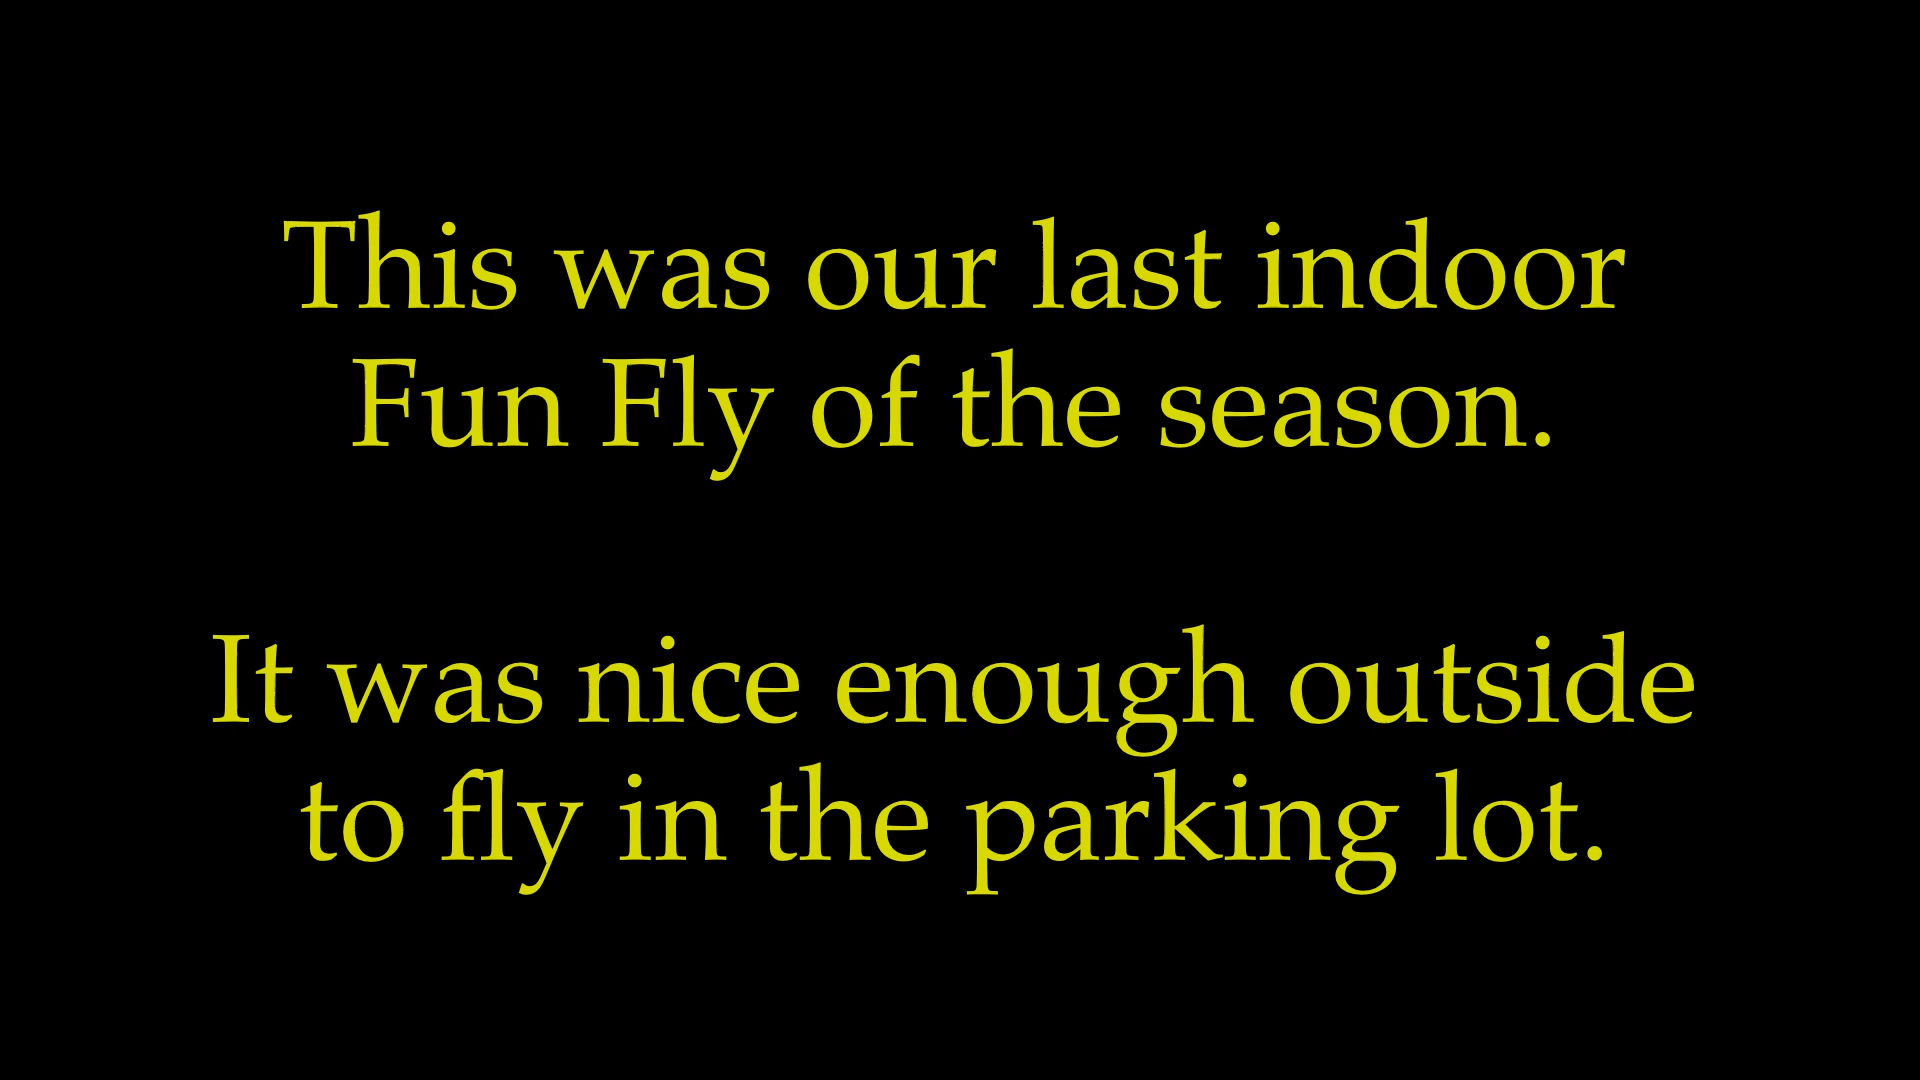 This was our last indoor
Fun Fly of the season.
It was nice enough outside
to fly in the parking lot.